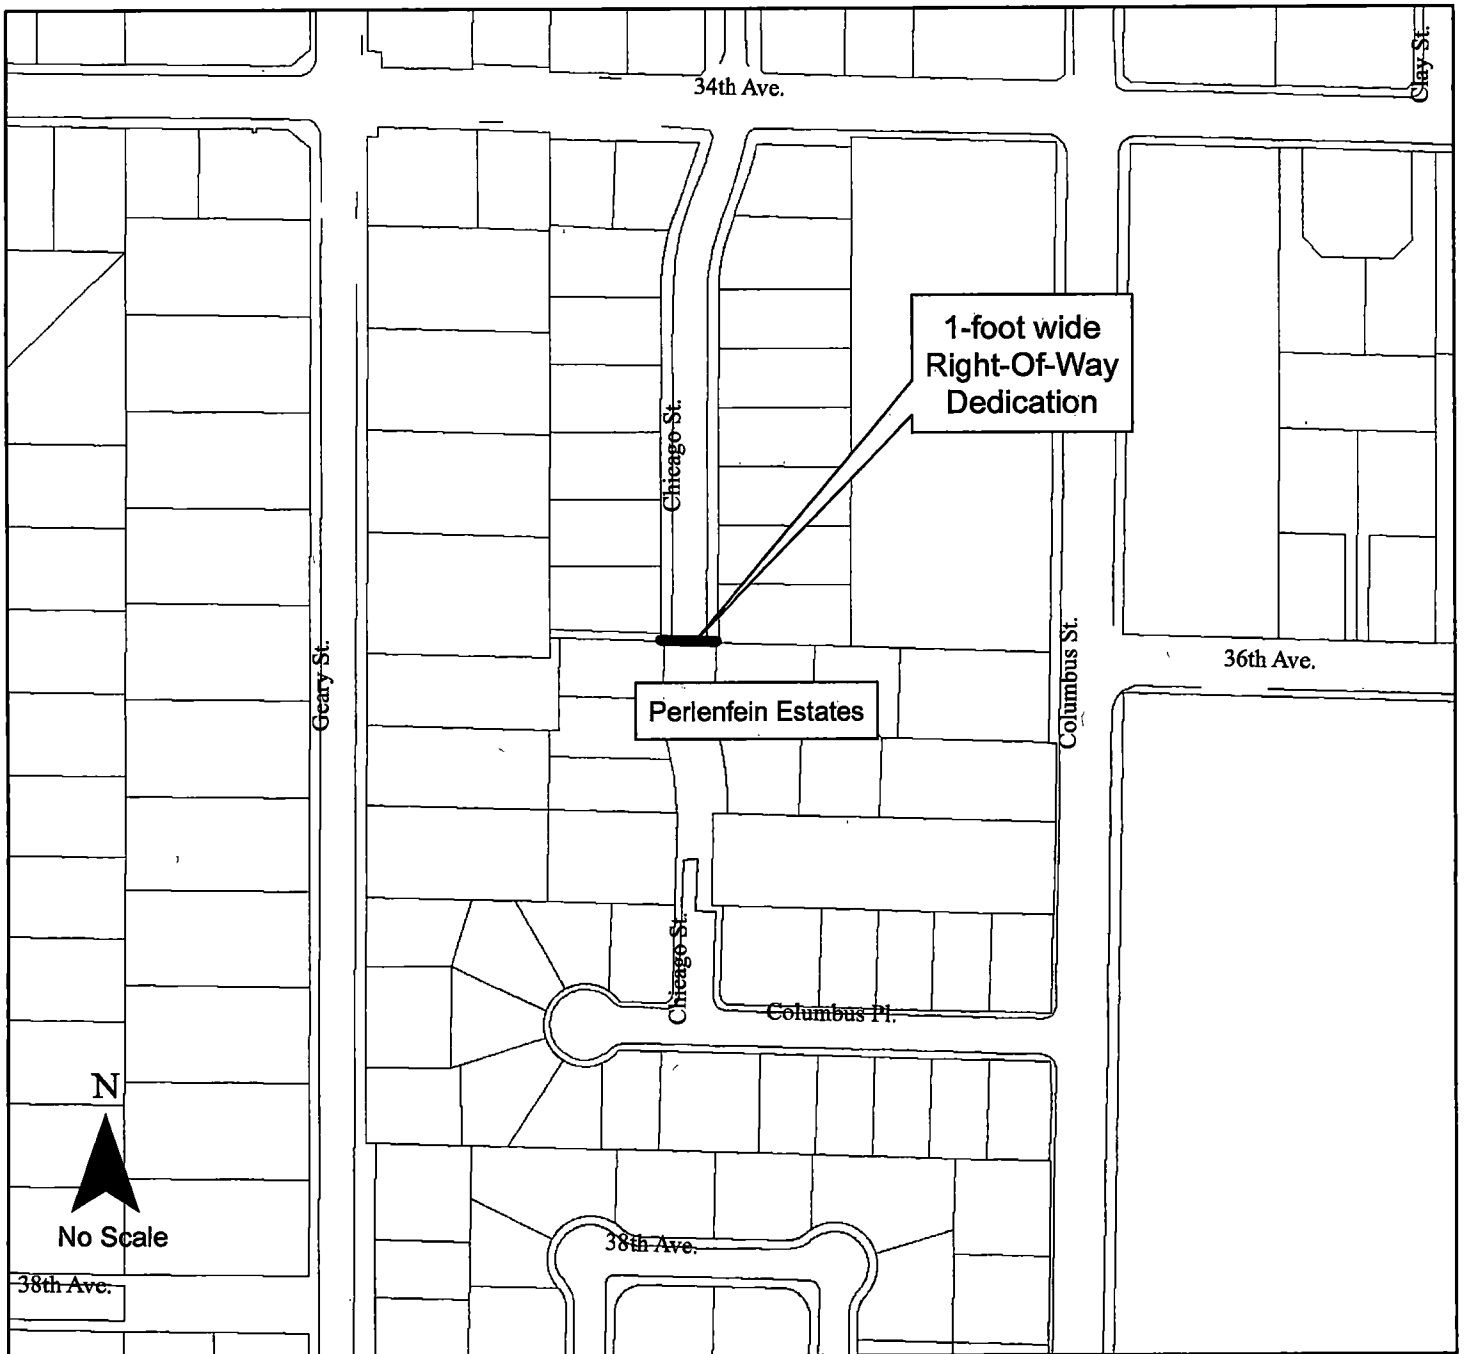 34th Ave.
Clay St.
1-foot wide
Right-Of-Way
Dedication
Chicago St.
Geary St.
Columbus St.
36th Ave.
Perlenfein Estates
Chicago St.
Columbus Pl.
N
No Scale
38th Ave.
38th Ave.